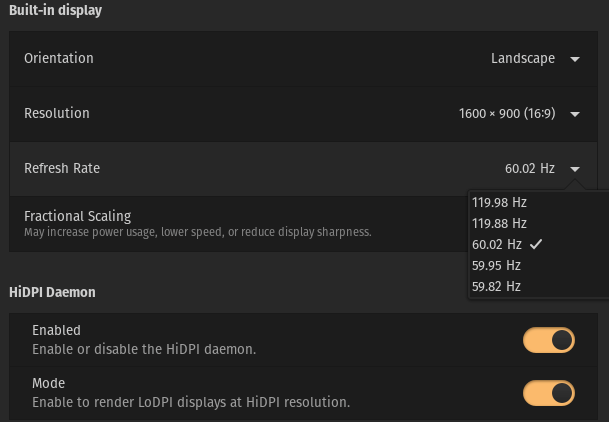 Built-in display
Orientation
Landscape
Resolution
1600 × 900 (16:9)
Refresh Rate
60.02 Hz
119.98 Hz
119.88 Hz
60.02 Hz
59.95 Hz
59.82 Hz
Fractional Scaling
May increase power usage, lower speed, or reduce display sharpness.
HiDPI Daemon
Enabled
Enable or disable the HiDPI daemon.
Mode
Enable to render LoDPI displays at HiDPI resolution.